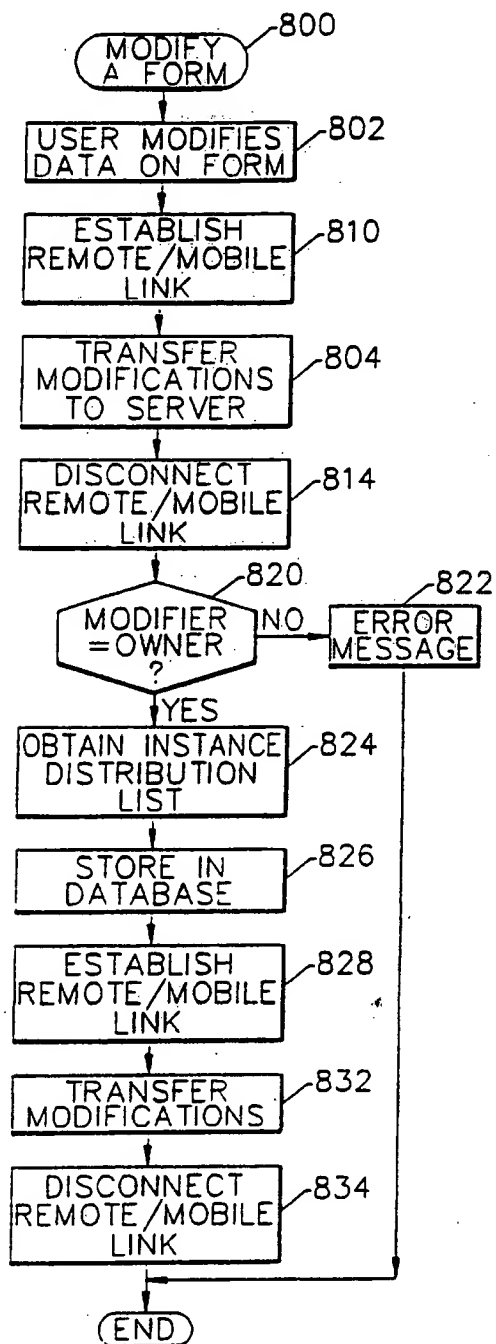 800
MODIFY
A FORM
802
USER MODIFIES
DATA ON FORM
810
ESTABLISH
REMOTE/MOBILE
LINK
804
TRANSFER
MODIFICATIONS
TO SERVER
814
DISCONNECT
REMOTE/MOBILE
LINK
820
MODIFIER
=OWNER
?
NO
822
ERROR
MESSAGE
YES
824
OBTAIN INSTANCE
DISTRIBUTION
LIST
826
STORE IN
DATABASE
828
ESTABLISH
REMOTE/MOBILE
LINK
832
TRANSFER
MODIFICATIONS
834
DISCONNECT
REMOTE/MOBILE
LINK
END